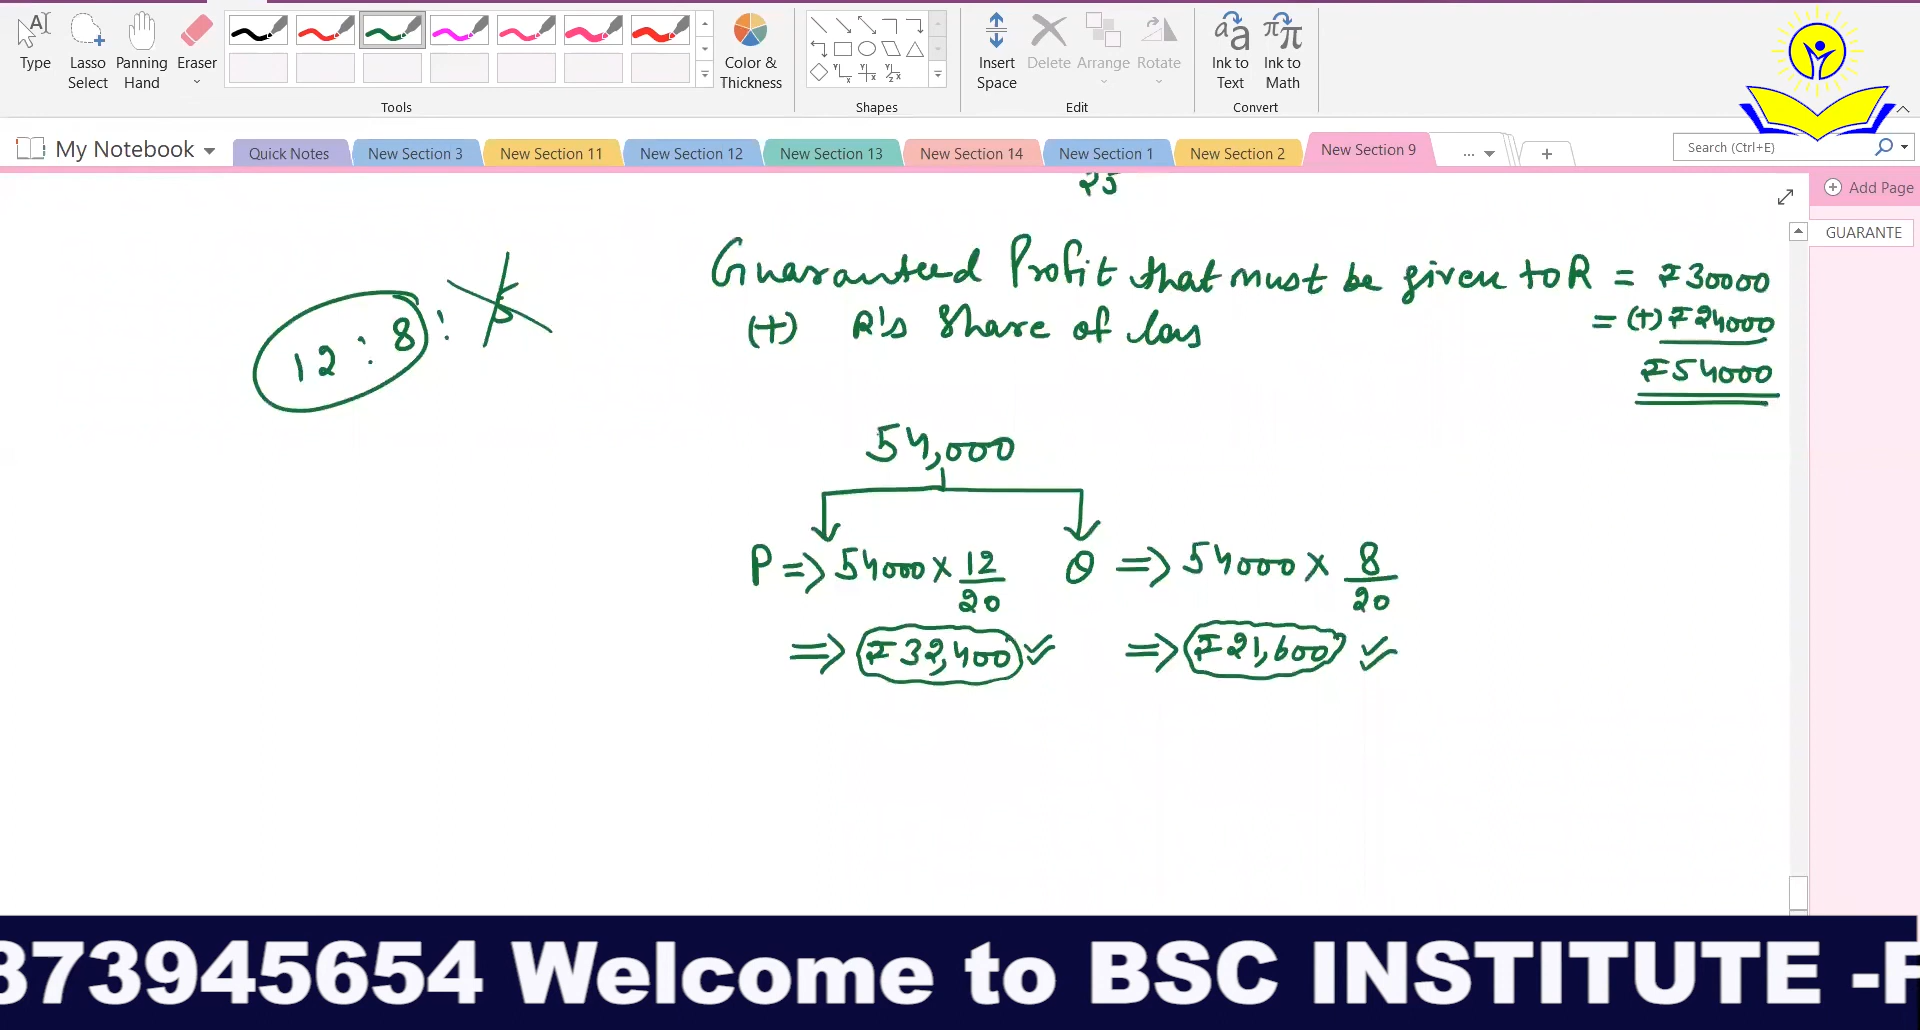 Type
Lasso Select
Panning Hand
Eraser
Color & Thickness
Insert Space
Delete
Arrange
Rotate
Ink to Text
Ink to Math
Tools
Shapes
Edit
Convert
My Notebook
Quick Notes
New Section 3
New Section 11
New Section 12
New Section 13
New Section 14
New Section 1
New Section 2
New Section 9
...
Search (Ctrl+E)
Add Page
GUARANTE
25
12 : 8 : 5
Guaranteed Profit that must be given to R = ₹30000
(+) R's Share of loss = (+) ₹24000
₹54000
54,000
P => 54000 × 12/20 Q => 54000 × 8/20
=> ₹32,400 => ₹21,600
873945654 Welcome to BSC INSTITUTE -F